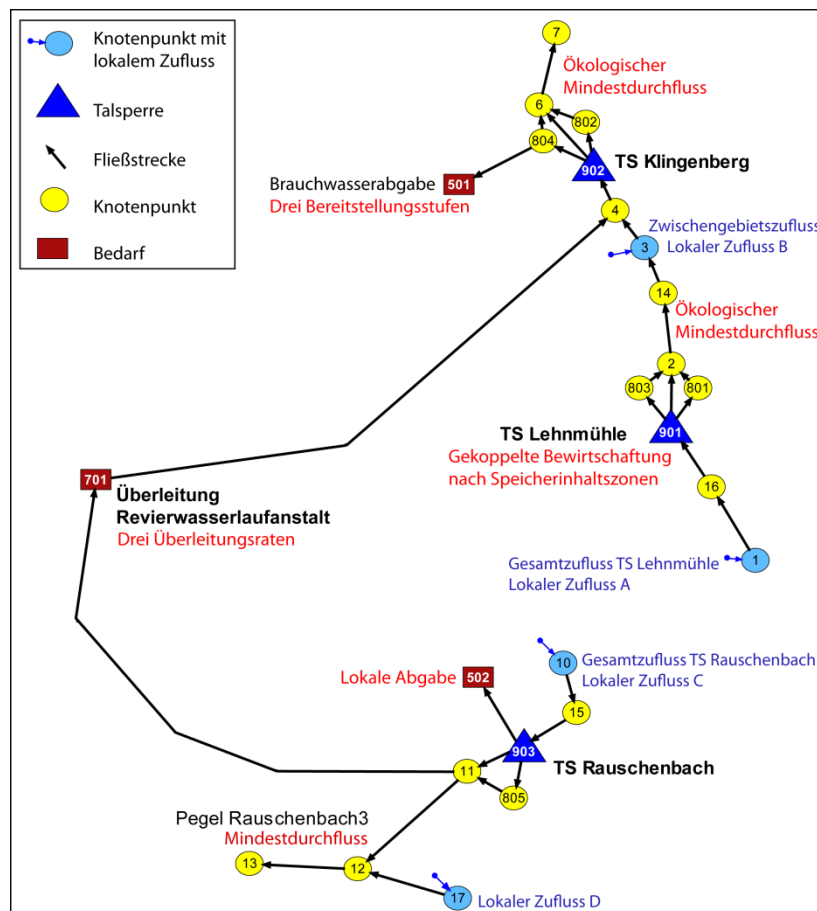 Knotenpunkt mit
lokalem Zufluss
Talsperre
Fließstrecke
Knotenpunkt
Bedarf
7
Ökologischer
Mindestdurchfluss
6
802
804
TS Klingenberg
902
Brauchwasserabgabe
501
Drei Bereitstellungsstufen
4
Zwischengebietszufluss
Lokaler Zufluss B
3
14
Ökologischer
Mindestdurchfluss
2
803
801
TS Lehnmühle
901
Gekoppelte Bewirtschaftung
nach Speicherinhaltszonen
701
Überleitung
Revierwasserlaufanstalt
Drei Überleitungsraten
16
Gesamtzufluss TS Lehnmühle
Lokaler Zufluss A
1
Lokale Abgabe
502
10
Gesamtzufluss TS Rauschenbach
Lokaler Zufluss C
15
903
TS Rauschenbach
11
805
Pegel Rauschenbach3
Mindestdurchfluss
13
12
17
Lokaler Zufluss D